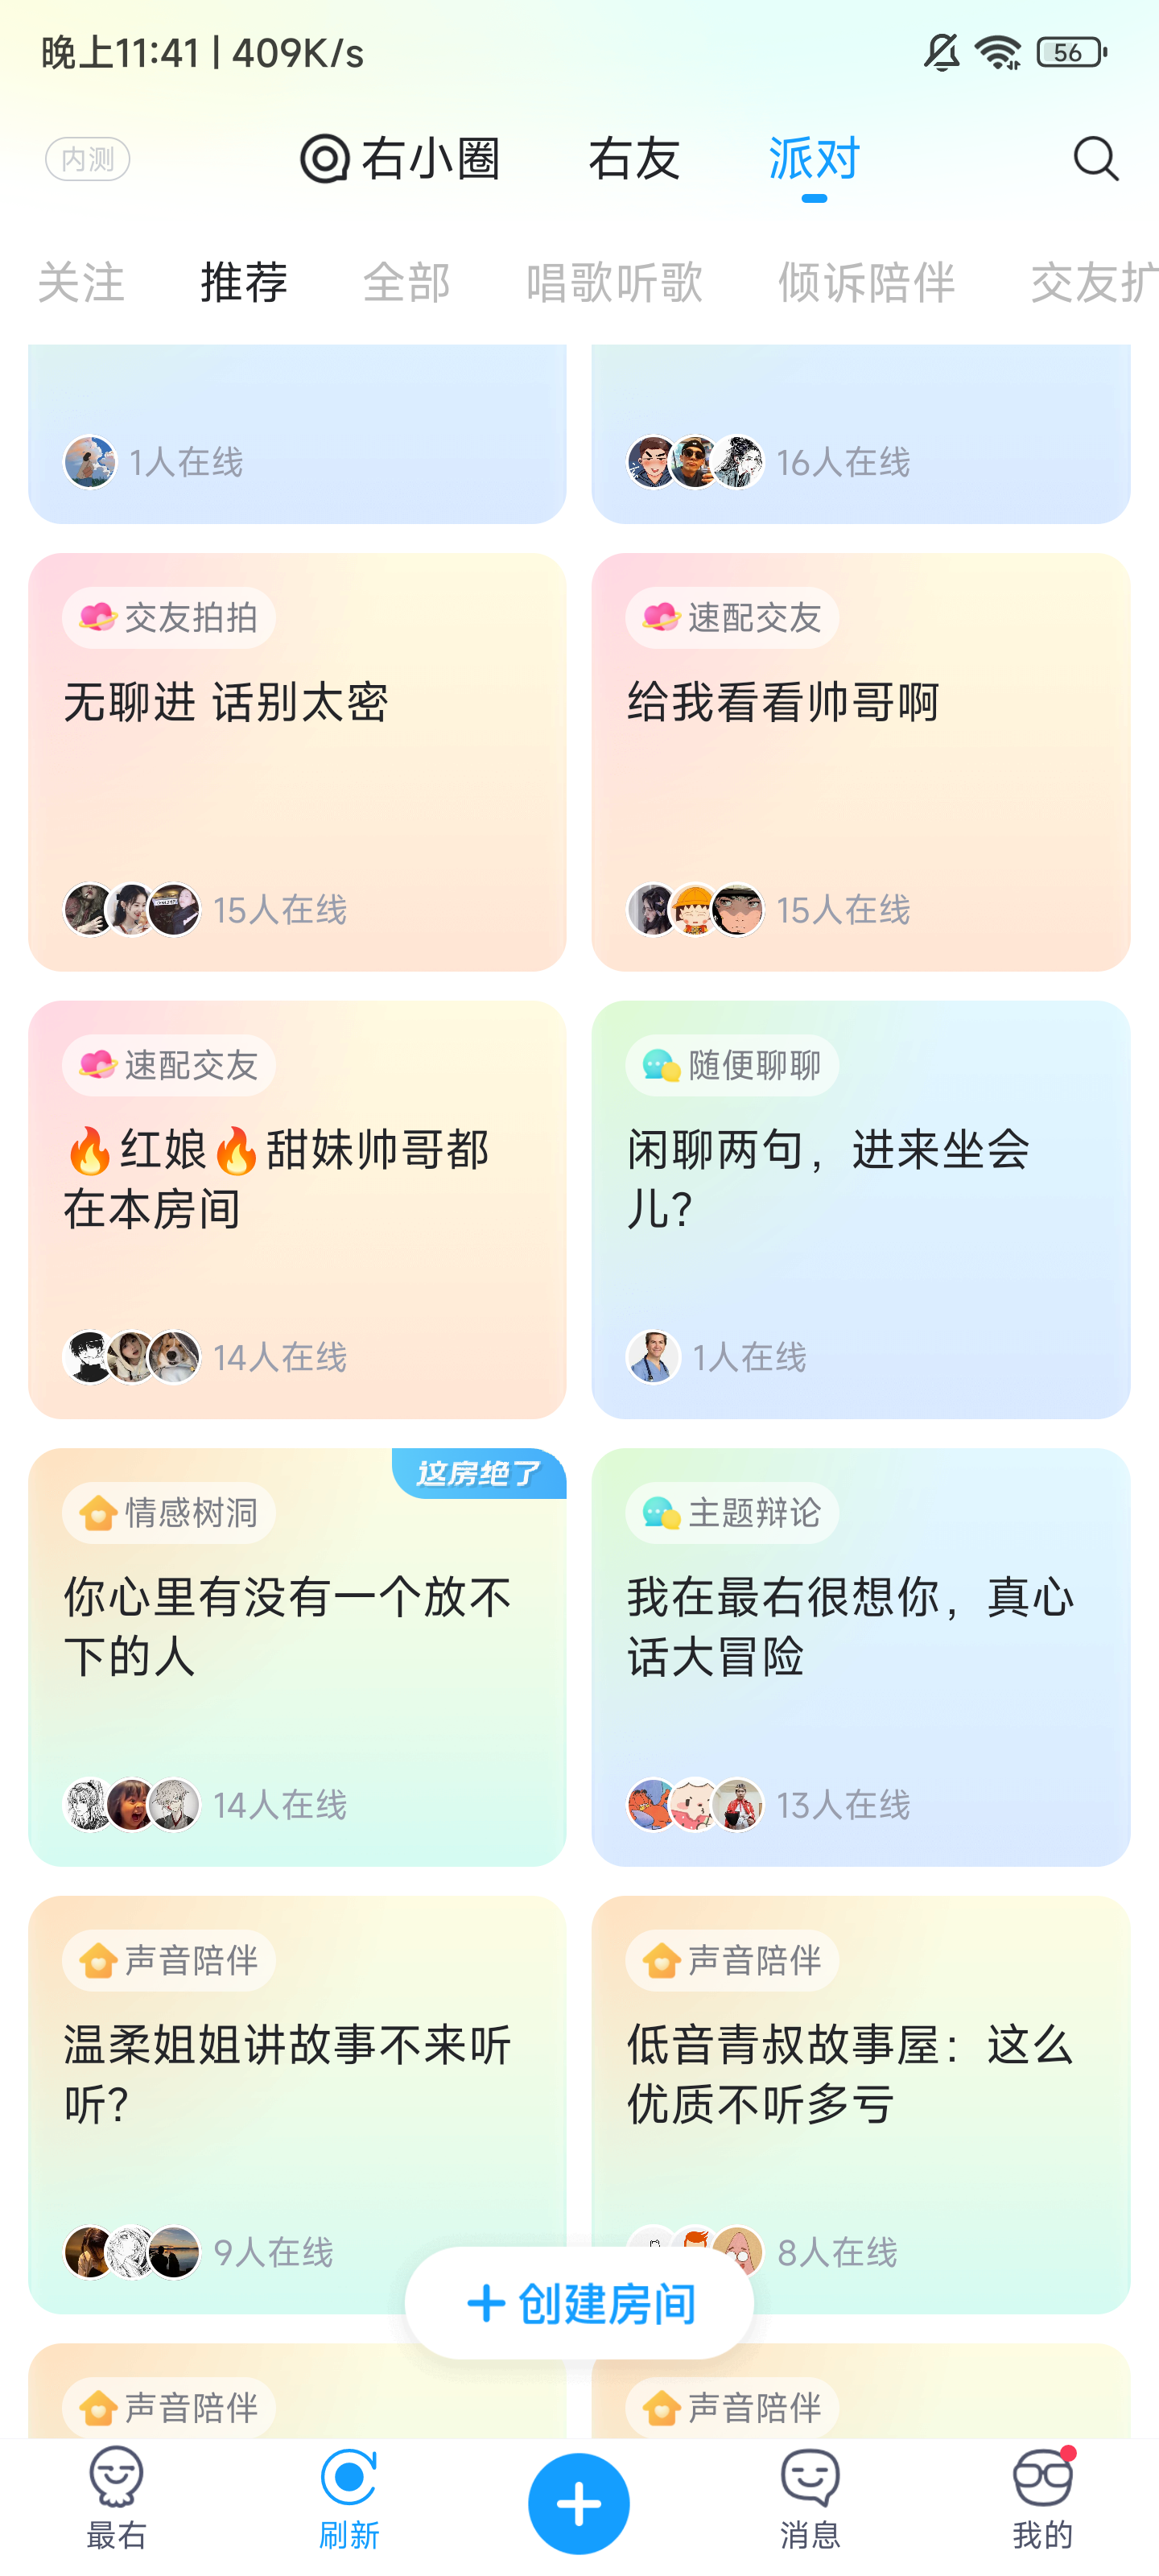 晚上11:41 | 409K/s
56
内测
右小圈
右友
派对
关注
推荐
全部
唱歌听歌
倾诉陪伴
交友扩
1人在线
16人在线
交友拍拍
无聊进 话别太密
15人在线
速配交友
给我看看帅哥啊
15人在线
速配交友
🔥红娘🔥甜妹帅哥都
在本房间
14人在线
随便聊聊
闲聊两句，进来坐会
儿？
1人在线
这房绝了
情感树洞
你心里有没有一个放不
下的人
14人在线
主题辩论
我在最右很想你，真心
话大冒险
13人在线
声音陪伴
温柔姐姐讲故事不来听
听？
9人在线
声音陪伴
低音青叔故事屋：这么
优质不听多亏
8人在线
+ 创建房间
声音陪伴
声音陪伴
最右
刷新
消息
我的